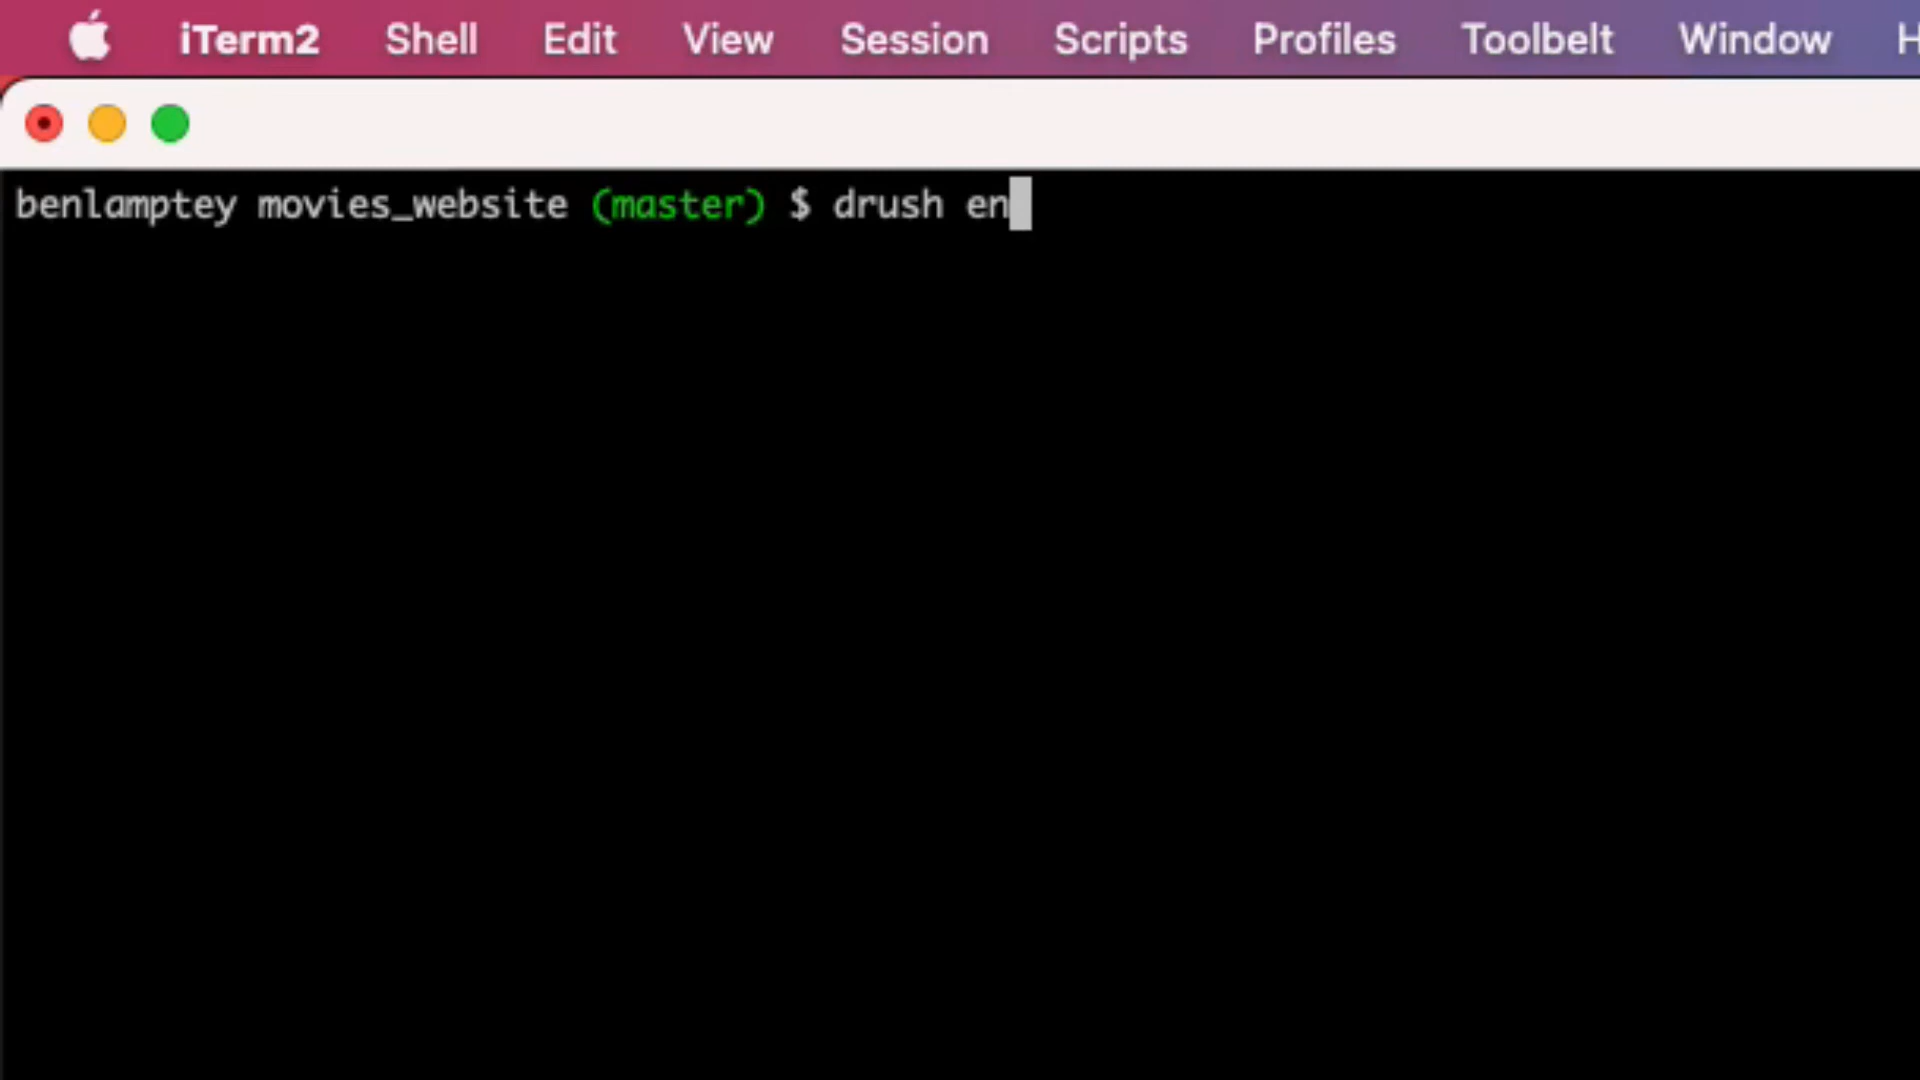 iTerm2 Shell Edit View Session Scripts Profiles Toolbelt Window
benlamptey movies_website (master) $ drush en